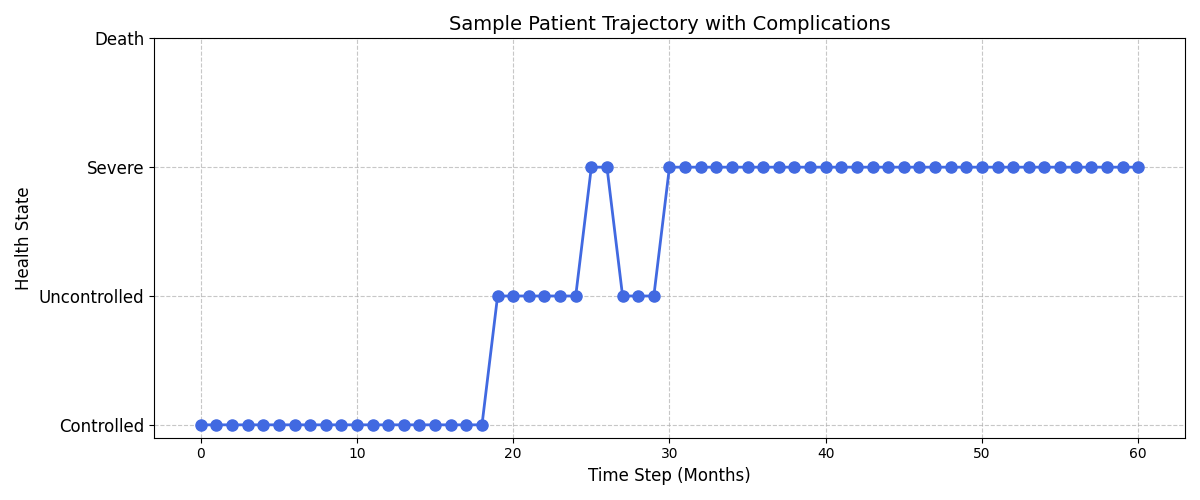 Sample Patient Trajectory with Complications
Death
Severe
Uncontrolled
Controlled
Health State
0 10 20 30 40 50 60
Time Step (Months)